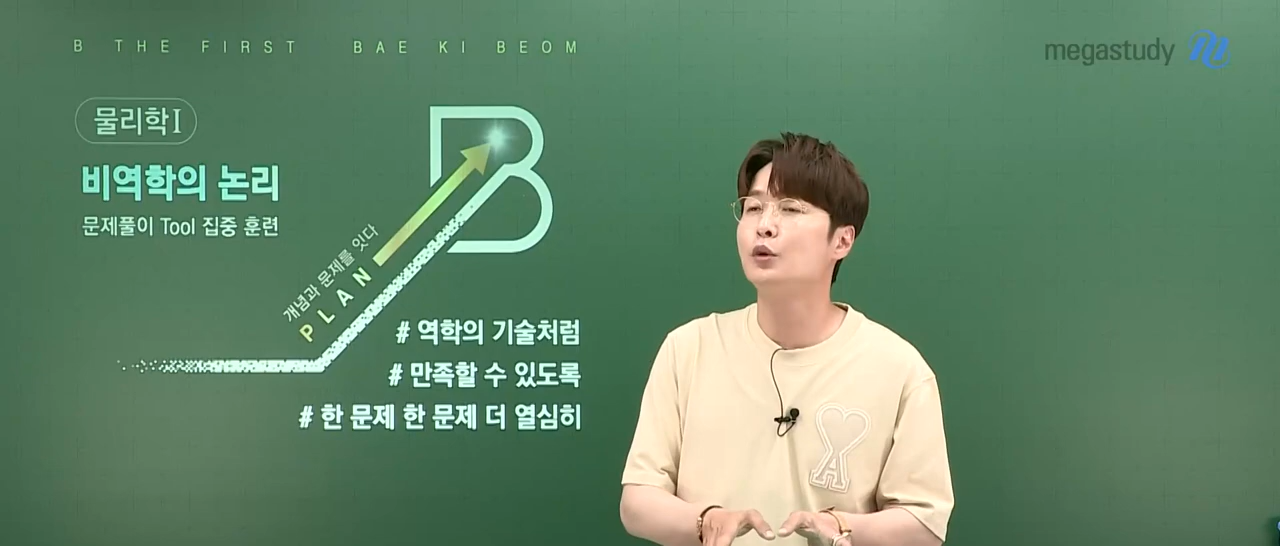 B THE FIRST BAE KI BEOM
megastudy
물리학I
비역학의 논리
문제풀이 Tool 집중 훈련
개념과 문제를 잇다
PLAN
B
# 역학의 기술처럼
# 만족할 수 있도록
# 한 문제 한 문제 더 열심히
A